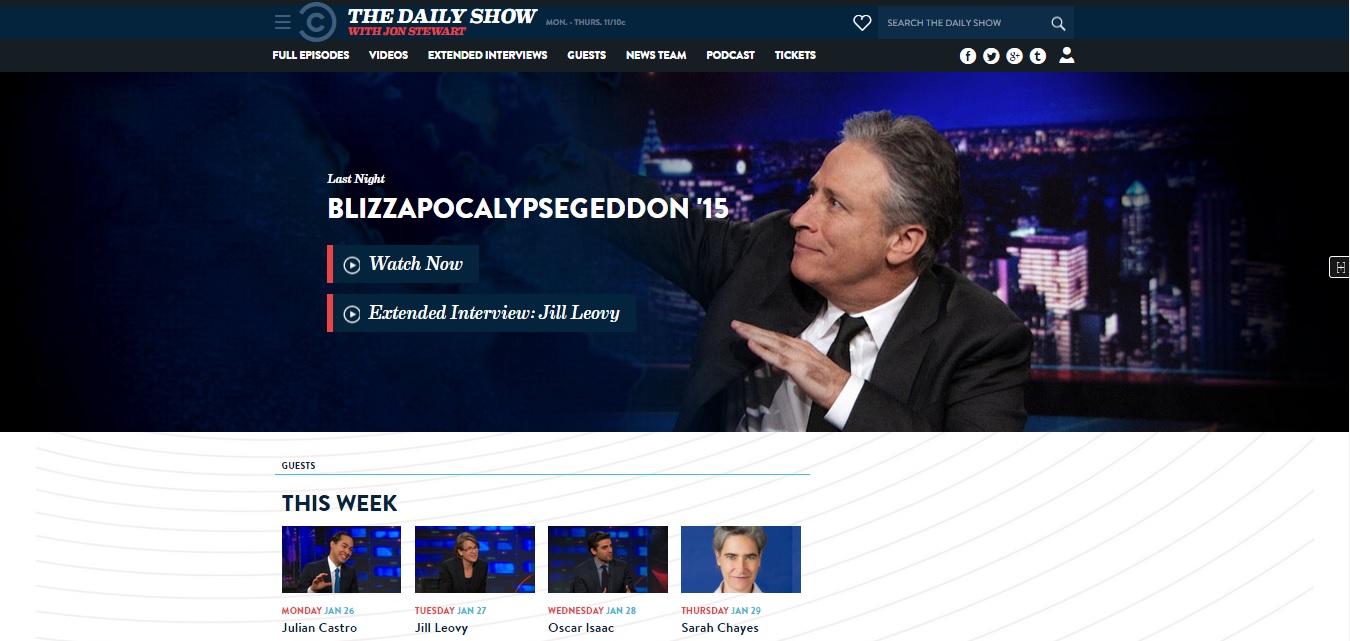 THE DAILY SHOW
WITH JON STEWART
MON. - THURS. 11/10c
SEARCH THE DAILY SHOW
FULL EPISODES VIDEOS EXTENDED INTERVIEWS GUESTS NEWS TEAM PODCAST TICKETS
Last Night
BLIZZAPOCALYPSEGEDDON '15
Watch Now
Extended Interview: Jill Leovy
GUESTS
THIS WEEK
MONDAY JAN 26 TUESDAY JAN 27 WEDNESDAY JAN 28 THURSDAY JAN 29
Julian Castro Jill Leovy Oscar Isaac Sarah Chayes